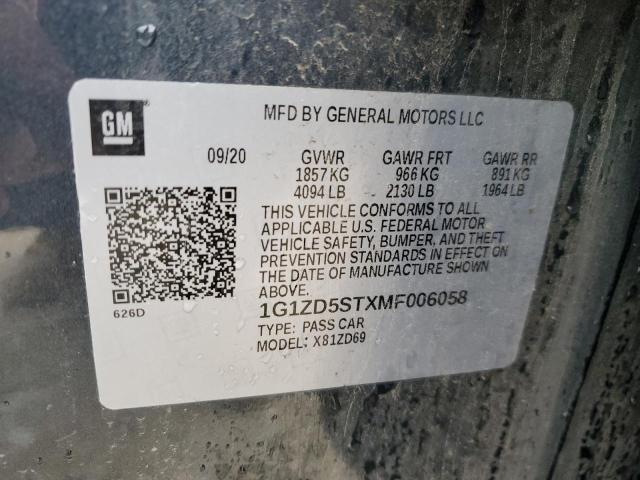 GM
MFD BY GENERAL MOTORS LLC
09/20 GVWR GAWR FRT GAWR RR
1857 KG 966 KG 891 KG
4094 LB 2130 LB 1964 LB
THIS VEHICLE CONFORMS TO ALL
APPLICABLE U.S. FEDERAL MOTOR
VEHICLE SAFETY, BUMPER, AND THEFT
PREVENTION STANDARDS IN EFFECT ON
THE DATE OF MANUFACTURE SHOWN
ABOVE.
626D
1G1ZD5STXMF006058
TYPE: PASS CAR
MODEL: X81ZD69